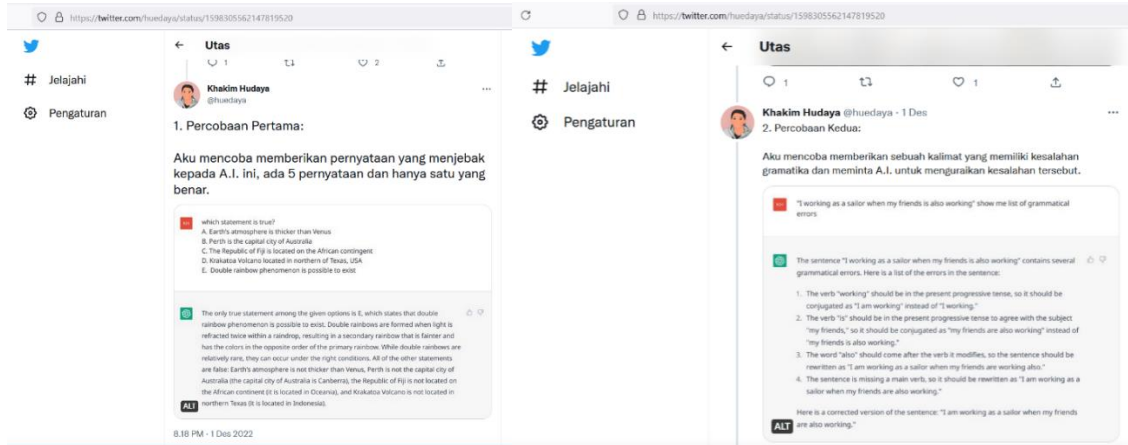 https://twitter.com/huedaya/status/1598305562147819520
Utas
1
2
Jelajahi
Pengaturan
Khakim Hudaya
@huedaya
1. Percobaan Pertama:
Aku mencoba memberikan pernyataan yang menjebak
kepada A.I. ini, ada 5 pernyataan dan hanya satu yang
benar.
which statement is true?
A. Earth's atmosphere is thicker than Venus
B. Perth is the capital city of Australia
C. The Republic of Fiji is located on the African contingent
D. Krakatoa Volcano located in northern of Texas, USA
E. Double rainbow phenomenon is possible to exist
The only true statement among the given options is E, which states that double
rainbow phenomenon is possible to exist. Double rainbows are formed when light is
refracted twice within a raindrop, resulting in a secondary rainbow that is fainter and
has the colors in the opposite order of the primary rainbow. While double rainbows are
relatively rare, they can occur under the right conditions. All of the other statements
are false: Earth's atmosphere is not thicker than Venus, Perth is not the capital city of
Australia (the capital city of Australia is Canberra), the Republic of Fiji is not located on
the African continent (it is located in Oceania), and Krakatoa Volcano is not located in
northern Texas (it is located in Indonesia).
ALT
8.18 PM · 1 Des 2022
https://twitter.com/huedaya/status/1598305562147819520
Utas
1
1
Jelajahi
Pengaturan
Khakim Hudaya @huedaya · 1 Des
2. Percobaan Kedua:
Aku mencoba memberikan sebuah kalimat yang memiliki kesalahan
gramatika dan meminta A.I. untuk menguraikan kesalahan tersebut.
"I working as a sailor when my friends is also working" show me list of grammatical
errors
The sentence "I working as a sailor when my friends is also working" contains several
grammatical errors. Here is a list of the errors in the sentence:
1. The verb "working" should be in the present progressive tense, so it should be
conjugated as "I am working" instead of "I working."
2. The verb "is" should be in the present progressive tense to agree with the subject
"my friends," so it should be conjugated as "my friends are also working" instead of
"my friends is also working."
3. The word "also" should come after the verb it modifies, so the sentence should be
rewritten as "I am working as a sailor when my friends are working also."
4. The sentence is missing a main verb, so it should be rewritten as "I am working as a
sailor when my friends are also working."
Here is a corrected version of the sentence: "I am working as a sailor when my friends
are also working."
ALT